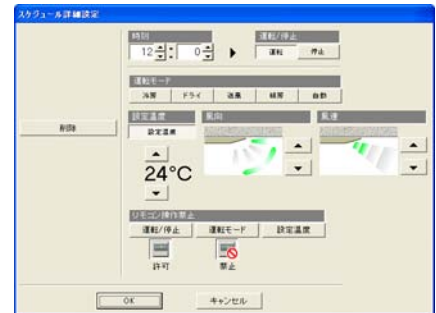 スケジュール詳細設定
時刻
運転/停止
12 : 0
運転 停止
運転モード
冷房 ドライ 送風 暖房 自動
削除
設定温度 風向 風速
設定温度
24°C
リモコン操作禁止
運転/停止 運転モード 設定温度
許可 禁止
OK キャンセル